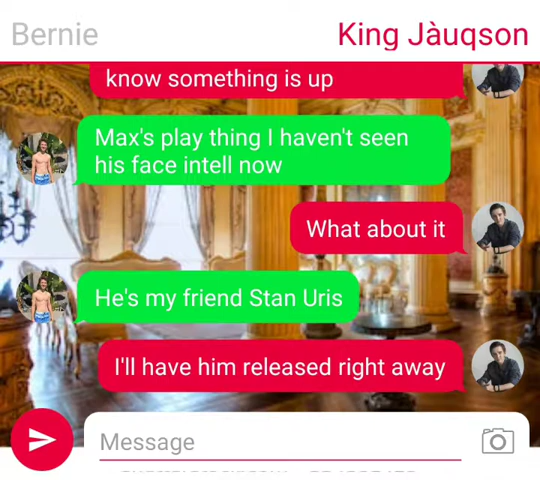 Bernie King Jàuqson
know something is up
Max's play thing I haven't seen
his face intell now
What about it
He's my friend Stan Uris
I'll have him released right away
Message